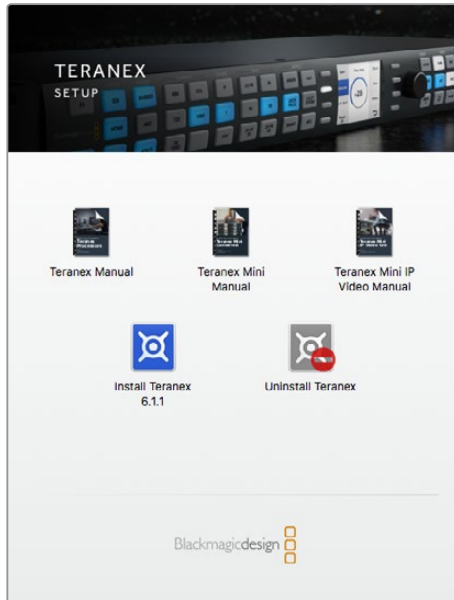 TERANEX
SETUP
Teranex Manual
Teranex Mini
Manual
Teranex Mini IP
Video Manual
Install Teranex
6.1.1
Uninstall Teranex
Blackmagicdesign